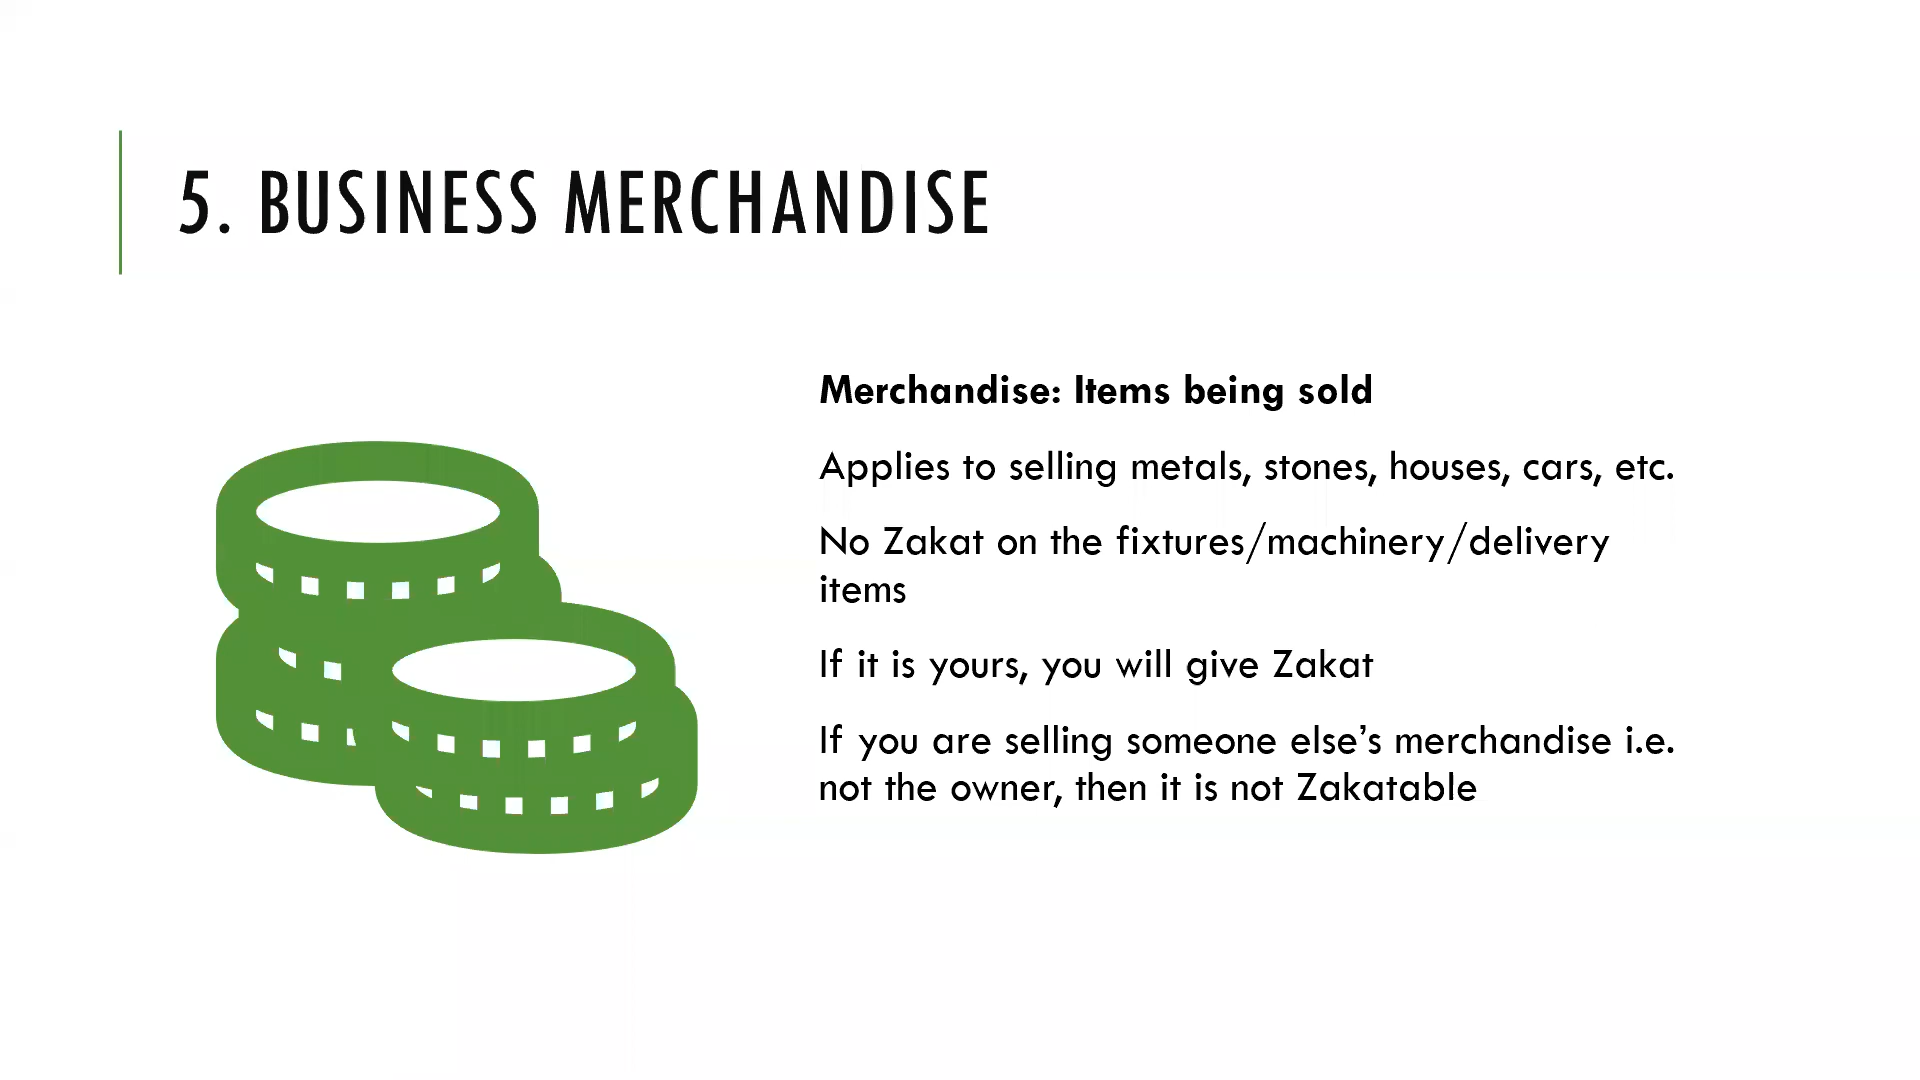 5. BUSINESS MERCHANDISE
Merchandise: Items being sold
Applies to selling metals, stones, houses, cars, etc.
No Zakat on the fixtures/machinery/delivery
items
If it is yours, you will give Zakat
If you are selling someone else’s merchandise i.e.
not the owner, then it is not Zakatable